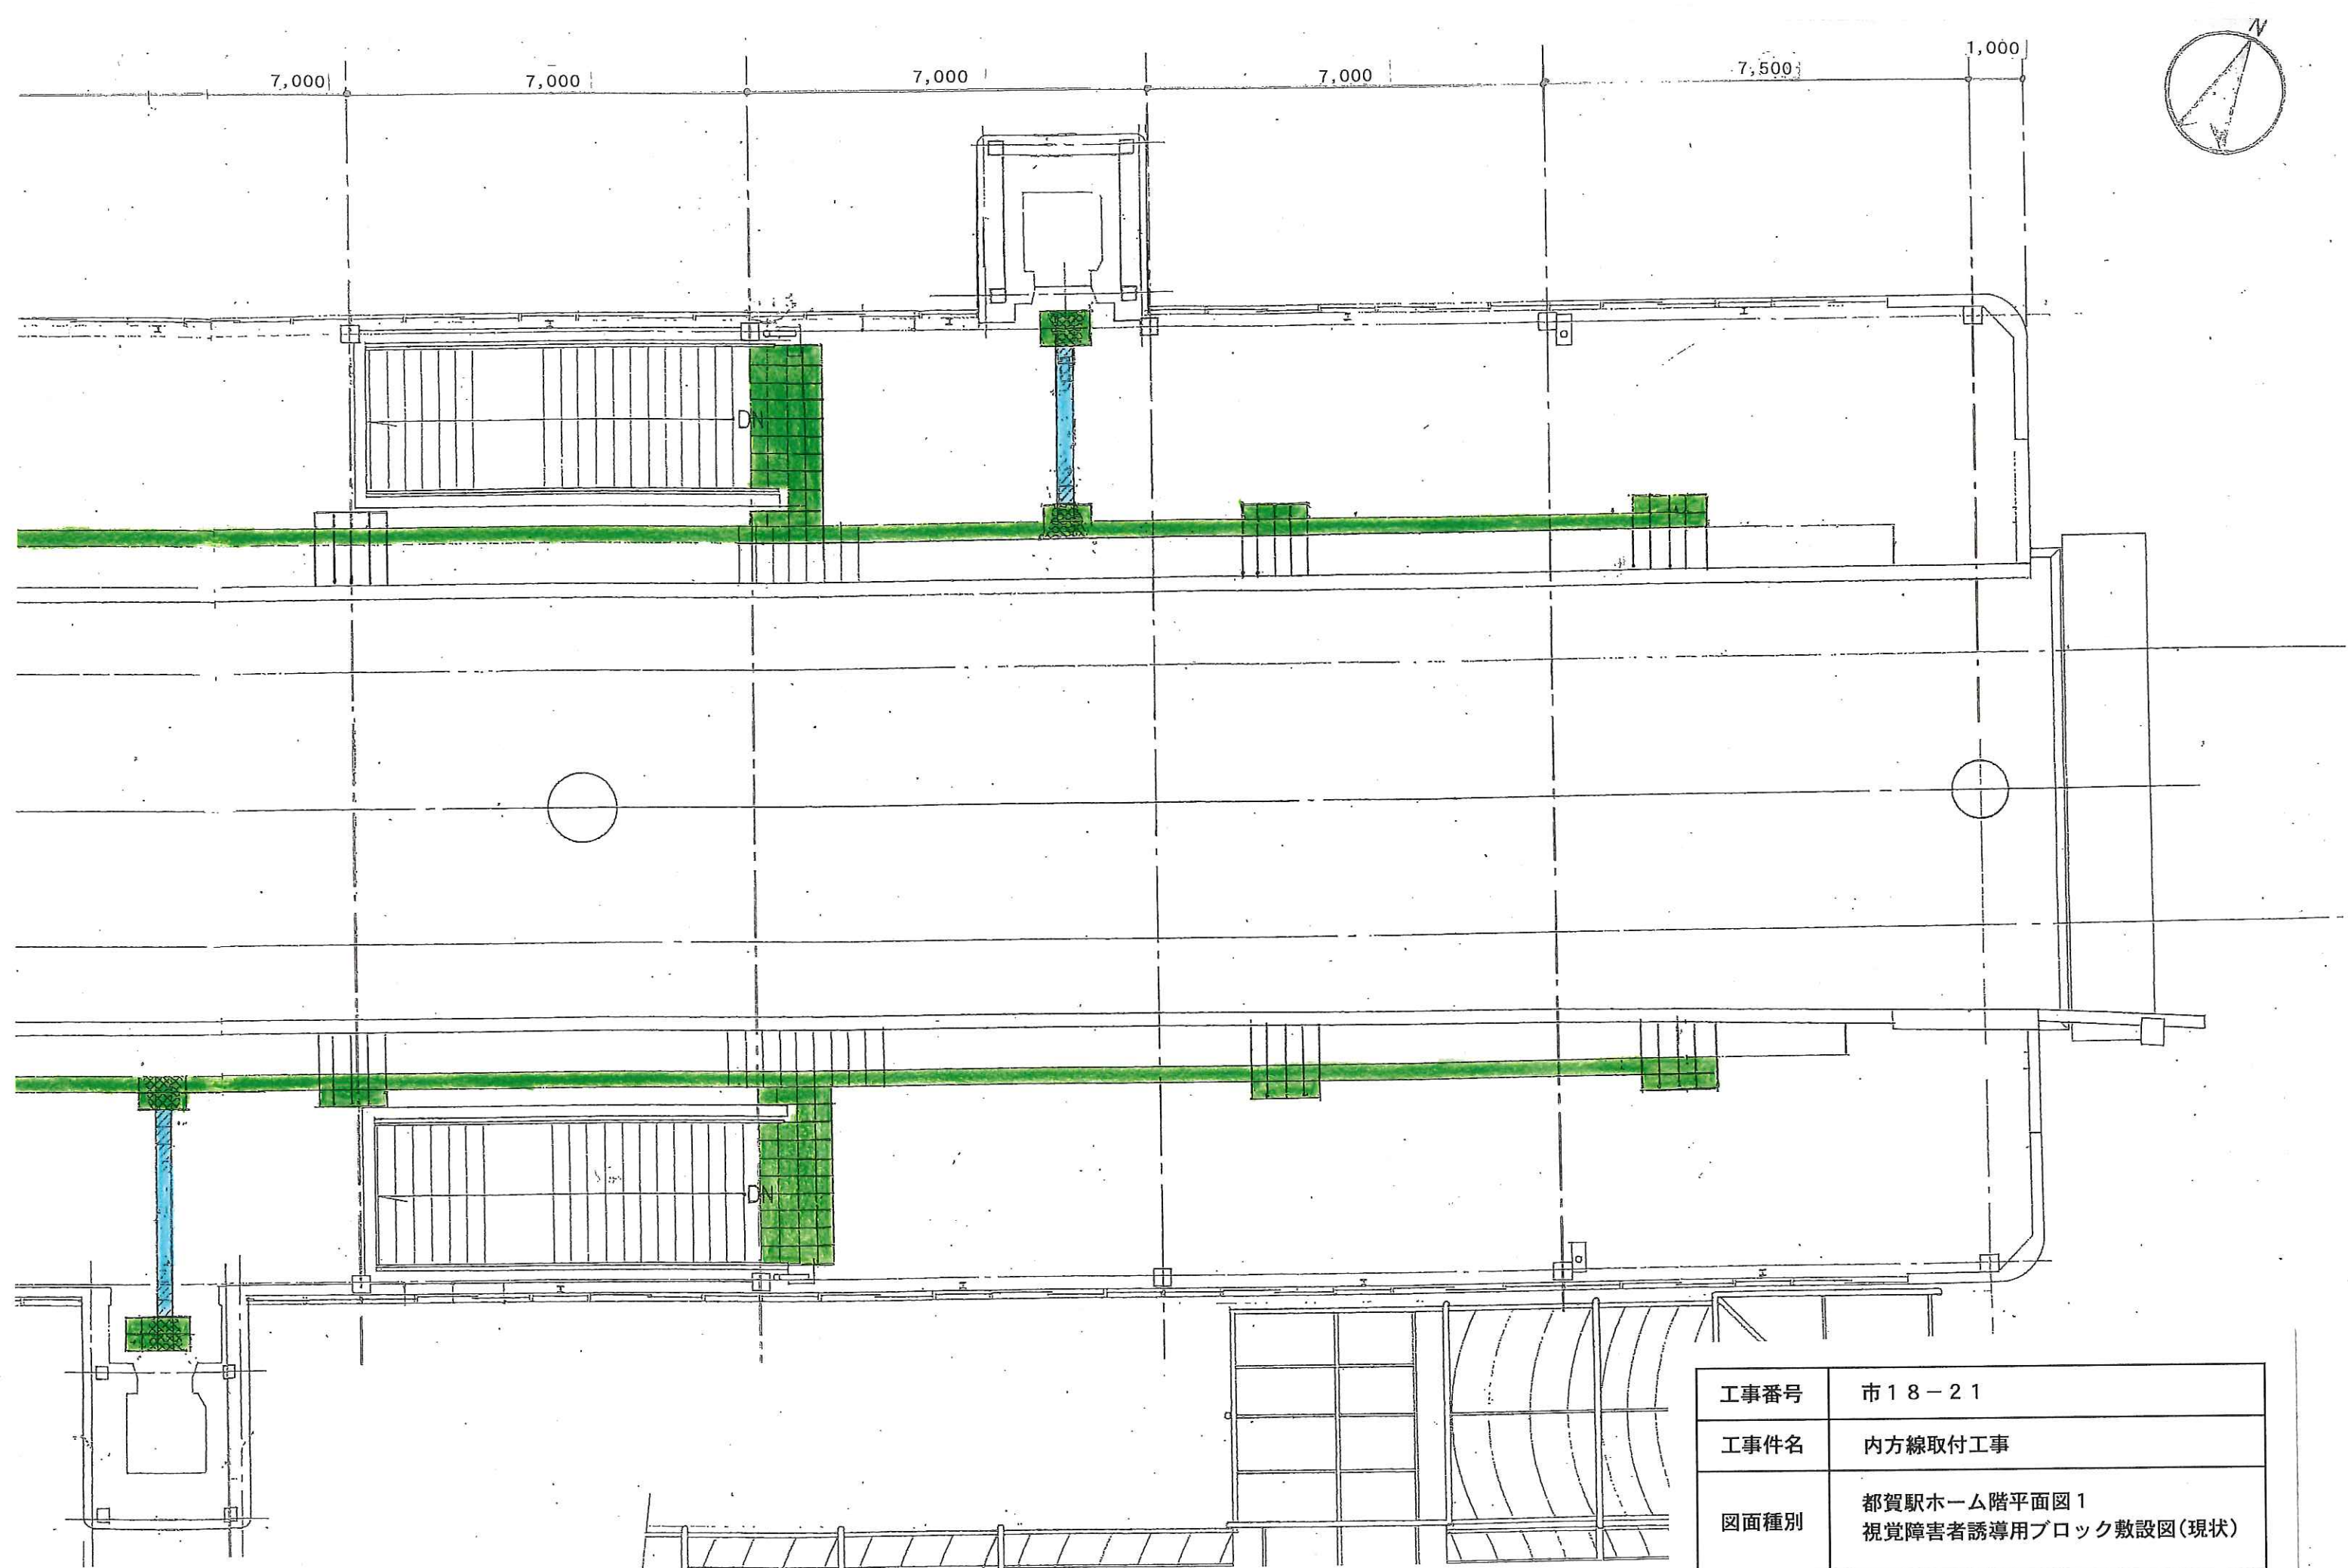 1,000
N
7,000
7,000
7,000
7,000
7,500
DN
DN
工事番号
市18−21
工事件名
内方線取付工事
図面種別
都賀駅ホーム階平面図1
視覚障害者誘導用ブロック敷設図(現状)